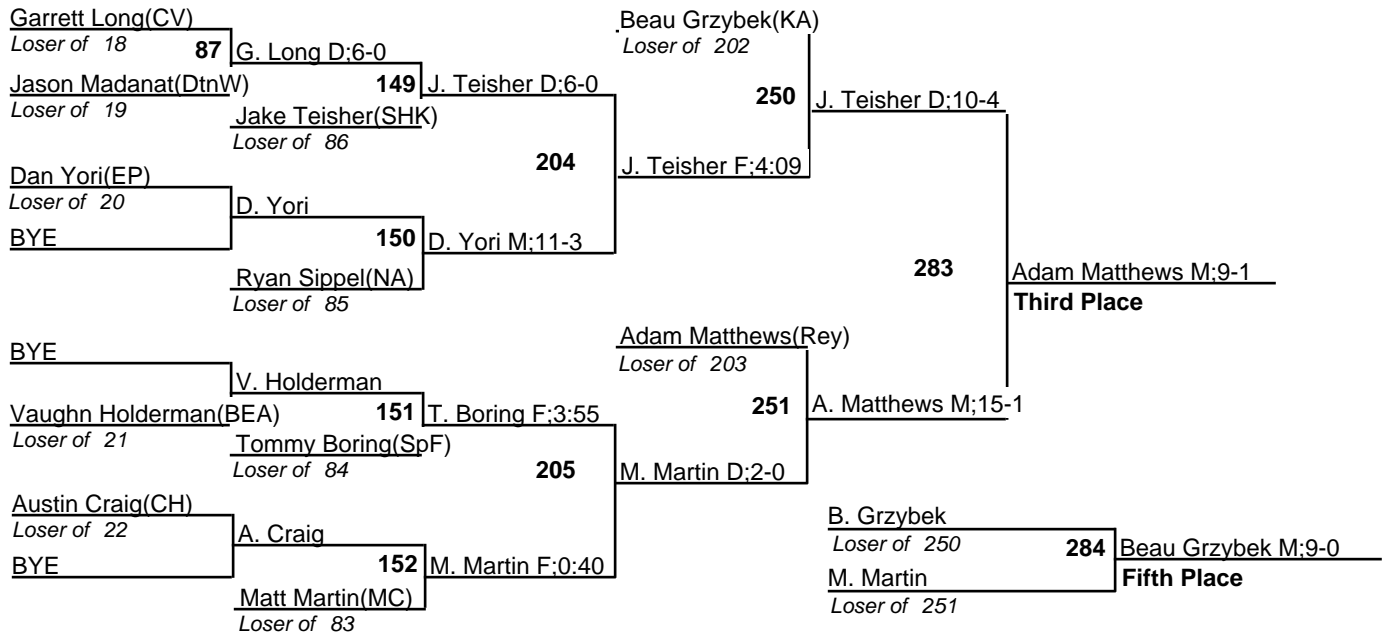 Garrett Long(CV)
Loser of 18
87
G. Long D;6-0
Jason Madanat(DtnW)
Loser of 19
149
J. Teisher D;6-0
Jake Teisher(SHK)
Loser of 86
204
J. Teisher F;4:09
Dan Yori(EP)
Loser of 20
D. Yori
BYE
150
D. Yori M;11-3
Ryan Sippel(NA)
Loser of 85
Beau Grzybek(KA)
Loser of 202
250
J. Teisher D;10-4
283
Adam Matthews M;9-1
Third Place
BYE
V. Holderman
Vaughn Holderman(BEA)
Loser of 21
151
T. Boring F;3:55
Tommy Boring(SpF)
Loser of 84
205
M. Martin D;2-0
Austin Craig(CH)
Loser of 22
A. Craig
BYE
152
M. Martin F;0:40
Matt Martin(MC)
Loser of 83
Adam Matthews(Rey)
Loser of 203
251
A. Matthews M;15-1
B. Grzybek
Loser of 250
284
Beau Grzybek M;9-0
Fifth Place
M. Martin
Loser of 251